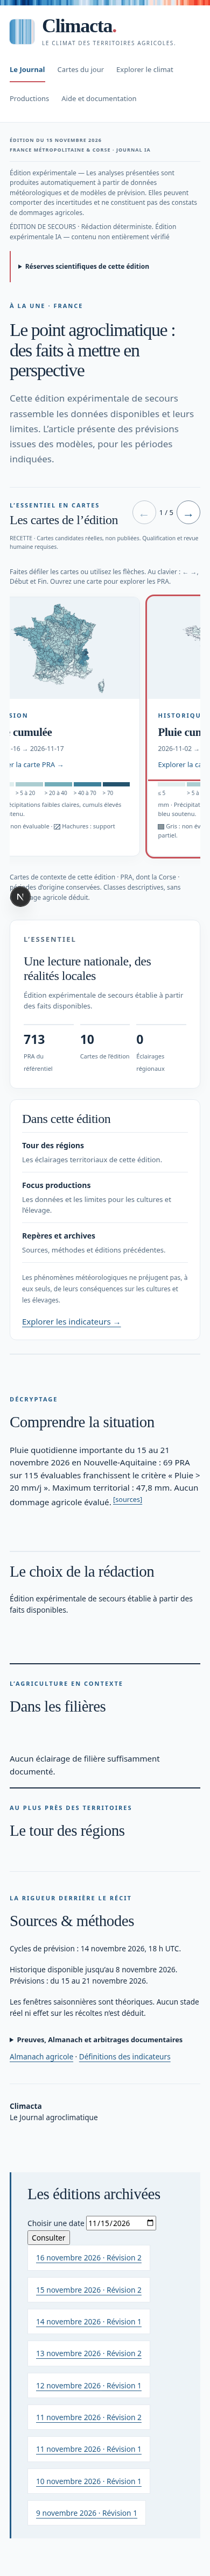 Climacta.
LE CLIMAT DES TERRITOIRES AGRICOLES.
Le Journal Cartes du jour Explorer le climat
Productions Aide et documentation
ÉDITION DU 15 NOVEMBRE 2026
FRANCE MÉTROPOLITAINE & CORSE · JOURNAL IA
Édition expérimentale — Les analyses présentées sont
produites automatiquement à partir de données
météorologiques et de modèles de prévision. Elles peuvent
comporter des incertitudes et ne constituent pas des constats
de dommages agricoles.
ÉDITION DE SECOURS · Rédaction déterministe. Édition
expérimentale IA — contenu non entièrement vérifié
▶ Réserves scientifiques de cette édition
À LA UNE · FRANCE
Le point agroclimatique :
des faits à mettre en
perspective
Cette édition expérimentale de secours
rassemble les données disponibles et leurs
limites. L'article présente des prévisions
issues des modèles, pour les périodes
indiquées.
L'ESSENTIEL EN CARTES
Les cartes de l'édition
← 1 / 5 →
RECETTE · Cartes candidates réelles, non publiées. Qualification et revue
humaine requises.
Faites défiler les cartes ou utilisez les flèches. Au clavier : ← →,
Début et Fin. Ouvrez une carte pour explorer les PRA.
SION
cumulée
-16 → 2026-11-17
er la carte PRA →
> 5 à 20 > 20 à 40 > 40 à 70 > 70
cipitations faibles claires, cumuls élevés
tenu.
non évaluable · Hachures : support
HISTORIQU
Pluie cum
2026-11-02 →
Explorer la ca
≤ 5 > 5 à
mm · Précipitat
bleu soutenu.
Gris : non év
partiel.
Cartes de contexte de cette édition · PRA, dont la Corse ·
périodes d'origine conservées. Classes descriptives, sans
age agricole déduit.
N
L'ESSENTIEL
Une lecture nationale, des
réalités locales
Édition expérimentale de secours établie à partir
des faits disponibles.
713 10 0
PRA du référentiel
Cartes de l'édition
Éclairages régionaux
Dans cette édition
Tour des régions
Les éclairages territoriaux de cette édition.
Focus productions
Les données et les limites pour les cultures et
l'élevage.
Repères et archives
Sources, méthodes et éditions précédentes.
Les phénomènes météorologiques ne préjugent pas, à
eux seuls, de leurs conséquences sur les cultures et
les élevages.
Explorer les indicateurs →
DÉCRYPTAGE
Comprendre la situation
Pluie quotidienne importante du 15 au 21
novembre 2026 en Nouvelle-Aquitaine : 69 PRA
sur 115 évaluables franchissent le critère « Pluie >
20 mm/j ». Maximum territorial : 47,8 mm. Aucun
dommage agricole évalué. [sources]
Le choix de la rédaction
Édition expérimentale de secours établie à partir des
faits disponibles.
L'AGRICULTURE EN CONTEXTE
Dans les filières
Aucun éclairage de filière suffisamment
documenté.
AU PLUS PRÈS DES TERRITOIRES
Le tour des régions
LA RIGUEUR DERRIÈRE LE RÉCIT
Sources & méthodes
Cycles de prévision : 14 novembre 2026, 18 h UTC.
Historique disponible jusqu'au 8 novembre 2026.
Prévisions : du 15 au 21 novembre 2026.
Les fenêtres saisonnières sont théoriques. Aucun stade
réel ni effet sur les récoltes n'est déduit.
▶ Preuves, Almanach et arbitrages documentaires
Almanach agricole · Définitions des indicateurs
Climacta
Le Journal agroclimatique
Les éditions archivées
Choisir une date 11/15/2026
Consulter
16 novembre 2026 · Révision 2
15 novembre 2026 · Révision 2
14 novembre 2026 · Révision 1
13 novembre 2026 · Révision 2
12 novembre 2026 · Révision 1
11 novembre 2026 · Révision 2
11 novembre 2026 · Révision 1
10 novembre 2026 · Révision 1
9 novembre 2026 · Révision 1